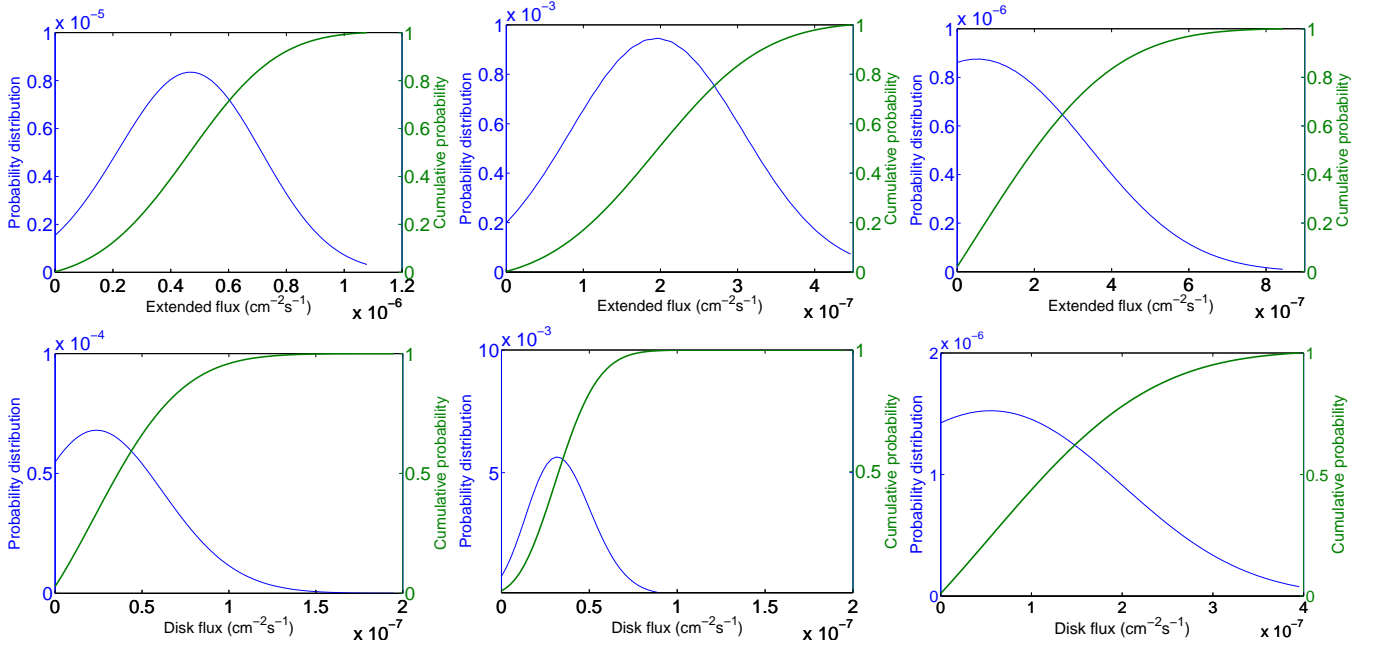 x 10⁻⁵
1
0.8
0.6
0.4
0.2
0
Probability distribution
0 0.2 0.4 0.6 0.8 1 1.2
Extended flux (cm⁻²s⁻¹)
x 10⁻⁶
1
0.8
0.6
0.4
0.2
0
Cumulative probability
x 10⁻³
1
0.8
0.6
0.4
0.2
0
Probability distribution
0 1 2 3 4
Extended flux (cm⁻²s⁻¹)
x 10⁻⁷
1
0.8
0.6
0.4
0.2
0
Cumulative probability
x 10⁻⁶
1
0.8
0.6
0.4
0.2
0
Probability distribution
0 2 4 6 8
Extended flux (cm⁻²s⁻¹)
x 10⁻⁷
1
0.8
0.6
0.4
0.2
0
Cumulative probability
x 10⁻⁴
1
0.5
0
Probability distribution
0 0.5 1 1.5 2
Disk flux (cm⁻²s⁻¹)
x 10⁻⁷
1
0.5
0
Cumulative probability
x 10⁻³
10
5
0
Probability distribution
0 0.5 1 1.5 2
Disk flux (cm⁻²s⁻¹)
x 10⁻⁷
1
0.5
0
Cumulative probability
x 10⁻⁶
2
1
0
Probability distribution
0 1 2 3 4
Disk flux (cm⁻²s⁻¹)
x 10⁻⁷
1
0.5
0
Cumulative probability